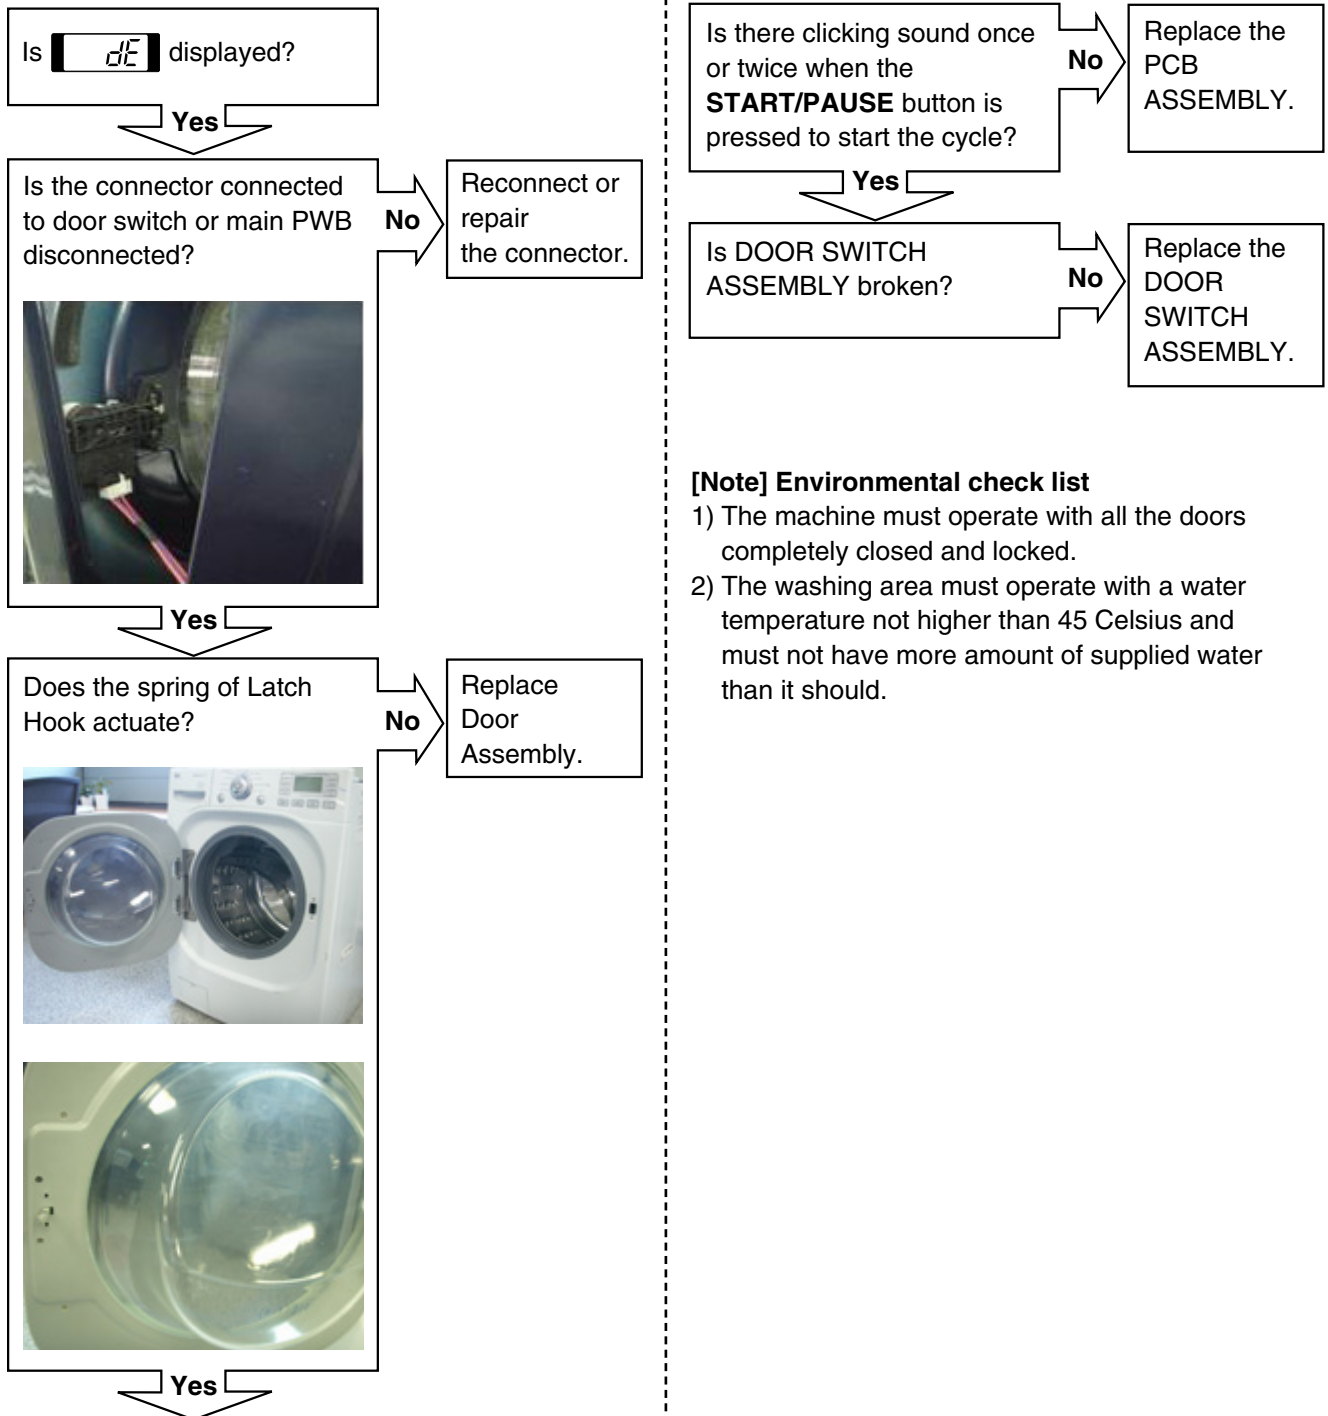 Is dE displayed?
Yes
Is the connector connected
to door switch or main PWB
disconnected?
No
Reconnect or
repair
the connector.
Yes
Does the spring of Latch
Hook actuate?
No
Replace
Door
Assembly.
Yes
Is there clicking sound once
or twice when the
START/PAUSE button is
pressed to start the cycle?
No
Replace the
PCB
ASSEMBLY.
Yes
Is DOOR SWITCH
ASSEMBLY broken?
No
Replace the
DOOR
SWITCH
ASSEMBLY.
[Note] Environmental check list
1) The machine must operate with all the doors
completely closed and locked.
2) The washing area must operate with a water
temperature not higher than 45 Celsius and
must not have more amount of supplied water
than it should.